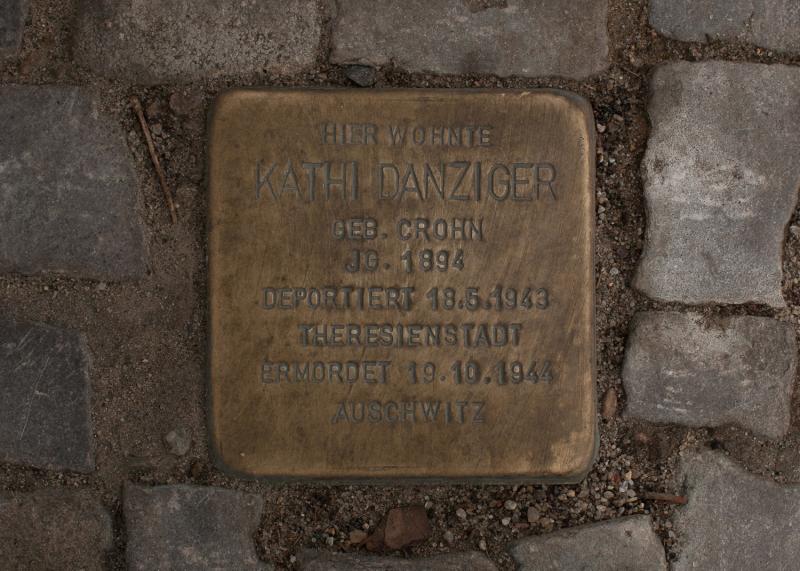 HIER WOHNTE
KATHI DANZIGER
GEB. CROHN
JG. 1894
DEPORTIERT 18.5.1943
THERESIENSTADT
ERMORDET 19.10.1944
AUSCHWITZ